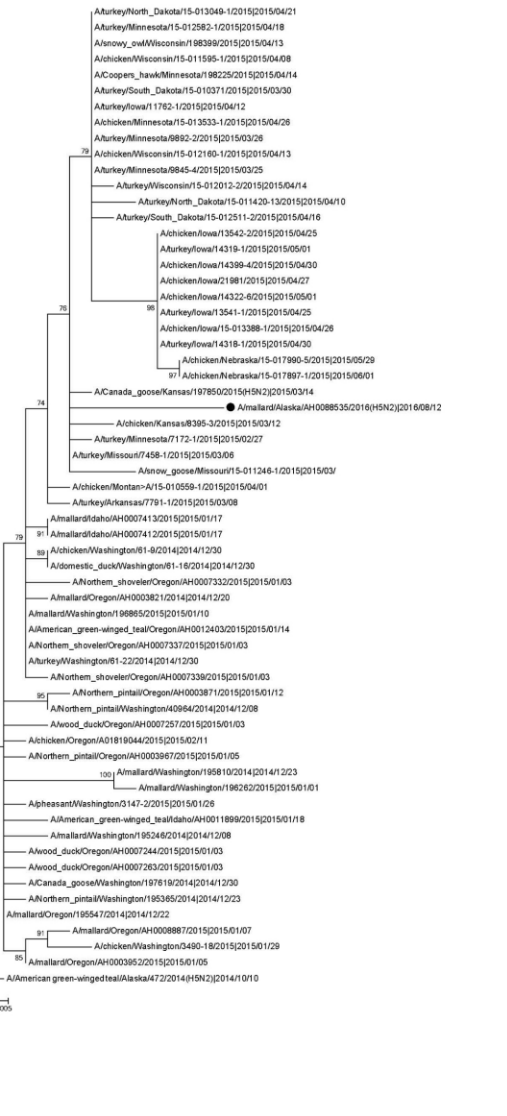 A/turkey/North_Dakota/15-013049-1/2015|2015/04/21
A/turkey/Minnesota/15-012582-1/2015|2015/04/18
A/snowy_owl/Wisconsin/198399/2015|2015/04/13
A/chicken/Wisconsin/15-011595-1/2015|2015/04/08
A/Coopers_hawk/Minnesota/198225/2015|2015/04/14
A/turkey/South_Dakota/15-010371/2015|2015/03/30
A/turkey/Iowa/11762-1/2015|2015/04/12
A/chicken/Minnesota/15-013533-1/2015|2015/04/26
A/turkey/Minnesota/9892-2/2015|2015/03/26
79
A/chicken/Wisconsin/15-012160-1/2015|2015/04/13
A/turkey/Minnesota/9845-4/2015|2015/03/25
A/turkey/Wisconsin/15-012012-2/2015|2015/04/14
A/turkey/North_Dakota/15-011420-13/2015|2015/04/10
A/turkey/South_Dakota/15-012511-2/2015|2015/04/16
A/chicken/Iowa/13542-2/2015|2015/04/25
A/turkey/Iowa/14319-1/2015|2015/05/01
A/chicken/Iowa/14399-4/2015|2015/04/30
A/chicken/Iowa/21981/2015|2015/04/27
A/chicken/Iowa/14322-6/2015|2015/05/01
98
A/turkey/Iowa/13541-1/2015|2015/04/25
76
A/chicken/Iowa/15-013388-1/2015|2015/04/26
A/turkey/Iowa/14318-1/2015|2015/04/30
A/chicken/Nebraska/15-017990-5/2015|2015/05/29
97
A/chicken/Nebraska/15-017897-1/2015|2015/06/01
A/Canada_goose/Kansas/197850/2015(H5N2)|2015/03/14
74
A/mallard/Alaska/AH0088535/2016(H5N2)|2016/08/12
A/chicken/Kansas/8395-3/2015|2015/03/12
A/turkey/Minnesota/7172-1/2015|2015/02/27
A/turkey/Missouri/7458-1/2015|2015/03/06
A/snow_goose/Missouri/15-011246-1/2015|2015/03/
A/chicken/Montan>A/15-010559-1/2015|2015/04/01
A/turkey/Arkansas/7791-1/2015|2015/03/08
A/mallard/Idaho/AH0007413/2015|2015/01/17
79
91
A/mallard/Idaho/AH0007412/2015|2015/01/17
A/chicken/Washington/61-9/2014|2014/12/30
89
A/domestic_duck/Washington/61-16/2014|2014/12/30
A/Northern_shoveler/Oregon/AH0007332/2015|2015/01/03
A/mallard/Oregon/AH0003821/2014|2014/12/20
A/mallard/Washington/196865/2015|2015/01/10
A/American_green-winged_teal/Oregon/AH0012403/2015|2015/01/14
A/Northern_shoveler/Oregon/AH0007337/2015|2015/01/03
A/turkey/Washington/61-22/2014|2014/12/30
A/Northern_shoveler/Oregon/AH0007339/2015|2015/01/03
95
A/Northern_pintail/Oregon/AH0003871/2015|2015/01/12
A/Northern_pintail/Washington/40964/2014|2014/12/08
A/wood_duck/Oregon/AH0007257/2015|2015/01/03
A/chicken/Oregon/A01819044/2015|2015/02/11
A/Northern_pintail/Oregon/AH0003967/2015|2015/01/05
100
A/mallard/Washington/195810/2014|2014/12/23
A/mallard/Washington/196262/2015|2015/01/01
A/pheasant/Washington/3147-2/2015|2015/01/26
A/American_green-winged_teal/Idaho/AH0011899/2015|2015/01/18
A/mallard/Washington/195246/2014|2014/12/08
A/wood_duck/Oregon/AH0007244/2015|2015/01/03
A/wood_duck/Oregon/AH0007263/2015|2015/01/03
A/Canada_goose/Washington/197619/2014|2014/12/30
A/Northern_pintail/Washington/195365/2014|2014/12/23
A/mallard/Oregon/195547/2014|2014/12/22
91
A/mallard/Oregon/AH0008887/2015|2015/01/07
A/chicken/Washington/3490-18/2015|2015/01/29
85
A/mallard/Oregon/AH0003952/2015|2015/01/05
A/American green-winged teal/Alaska/472/2014(H5N2)|2014/10/10
005